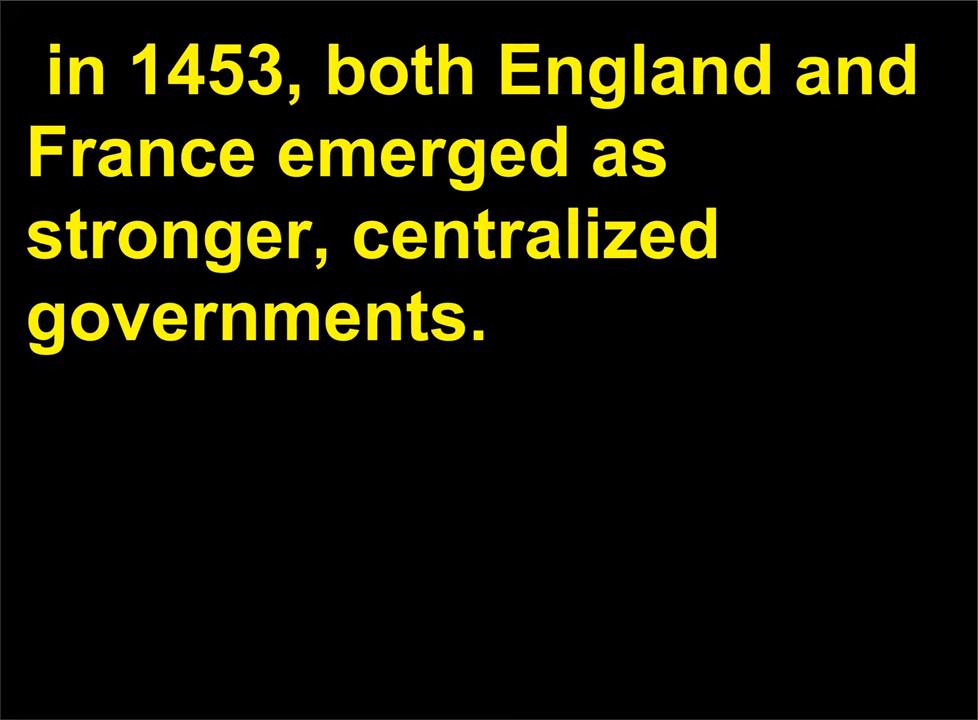 in 1453, both England and
France emerged as
stronger, centralized
governments.